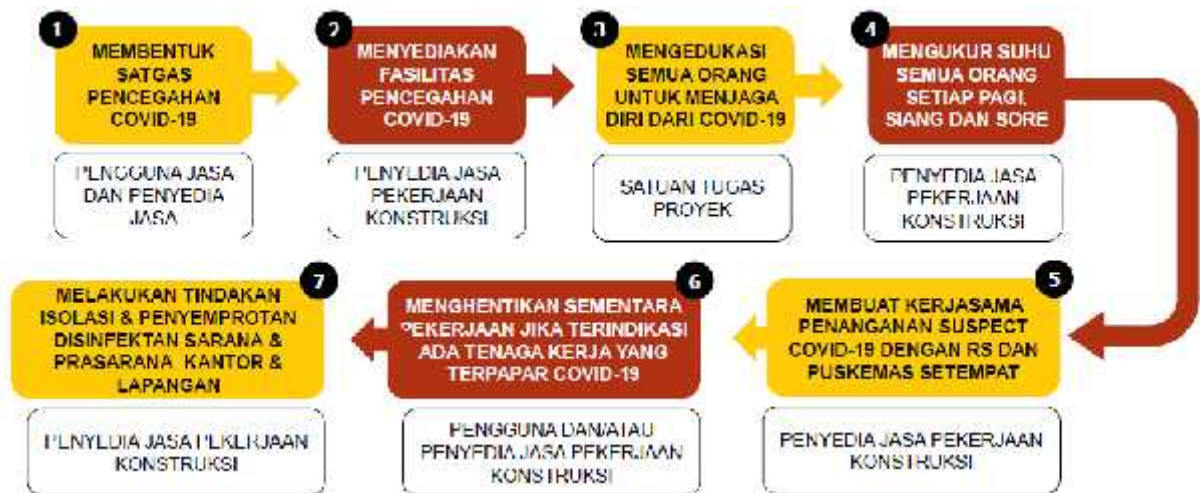 1
MEMBENTUK
SATGAS
PENCEGAHAN
COVID-19
PENGGUNA JASA
DAN PENYEDIA
JASA
2
MENYEDIAKAN
FASILITAS
PENCEGAHAN
COVID-19
PENYEDIA JASA
PEKERJAAN
KONSTRUKSI
3
MENGEDUKASI
SEMUA ORANG
UNTUK MENJAGA
DIRI DARI COVID-19
SATUAN TUGAS
PROYEK
4
MENGUKUR SUHU
SEMUA ORANG
SETIAP PAGI,
SIANG DAN SORE
PENYEDIA JASA
PEKERJAAN
KONSTRUKSI
5
MEMBUAT KERJASAMA
PENANGANAN SUSPECT
COVID-19 DENGAN RS DAN
PUSKEMAS SETEMPAT
PENYEDIA JASA PEKERJAAN
KONSTRUKSI
6
MENGHENTIKAN SEMENTARA
PEKERJAAN JIKA TERINDIKASI
ADA TENAGA KERJA YANG
TERPAPAR COVID-19
PENGGUNA DAN/ATAU
PENYEDIA JASA PEKERJAAN
KONSTRUKSI
7
MELAKUKAN TINDAKAN
ISOLASI & PENYEMPROTAN
DISINFEKTAN SARANA &
PRASARANA KANTOR &
LAPANGAN
PENYEDIA JASA PEKERJAAN
KONSTRUKSI